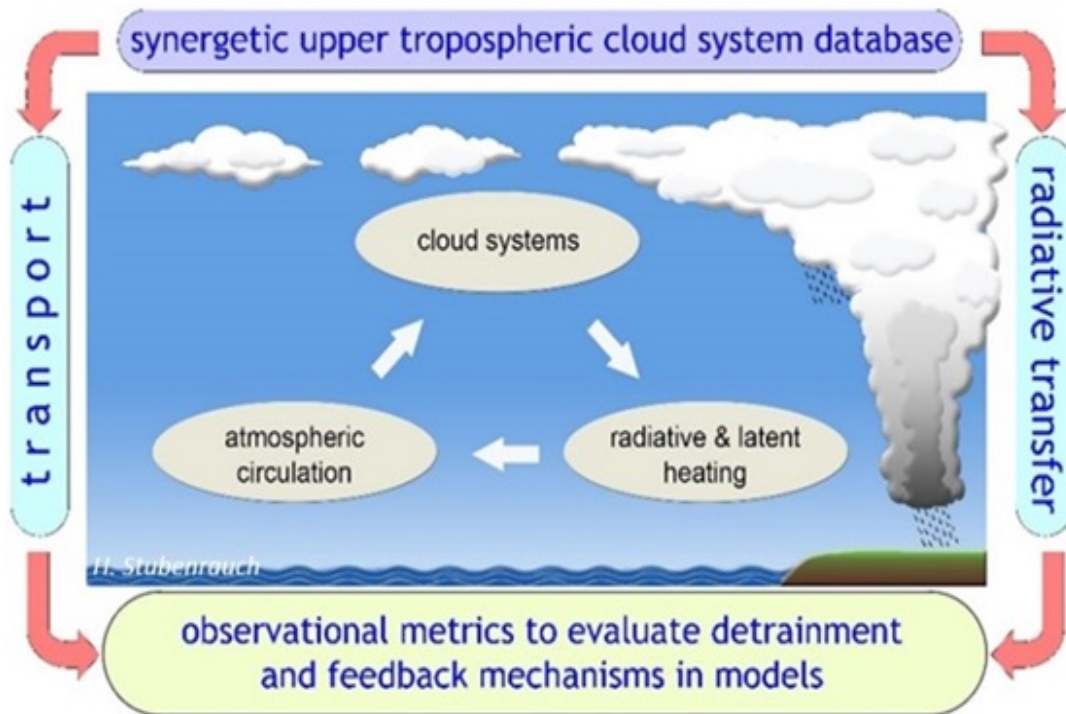 synergetic upper tropospheric cloud system database
transport
radiative transfer
cloud systems
atmospheric
circulation
radiative & latent
heating
H. Stubenrauch
observational metrics to evaluate detrainment
and feedback mechanisms in models